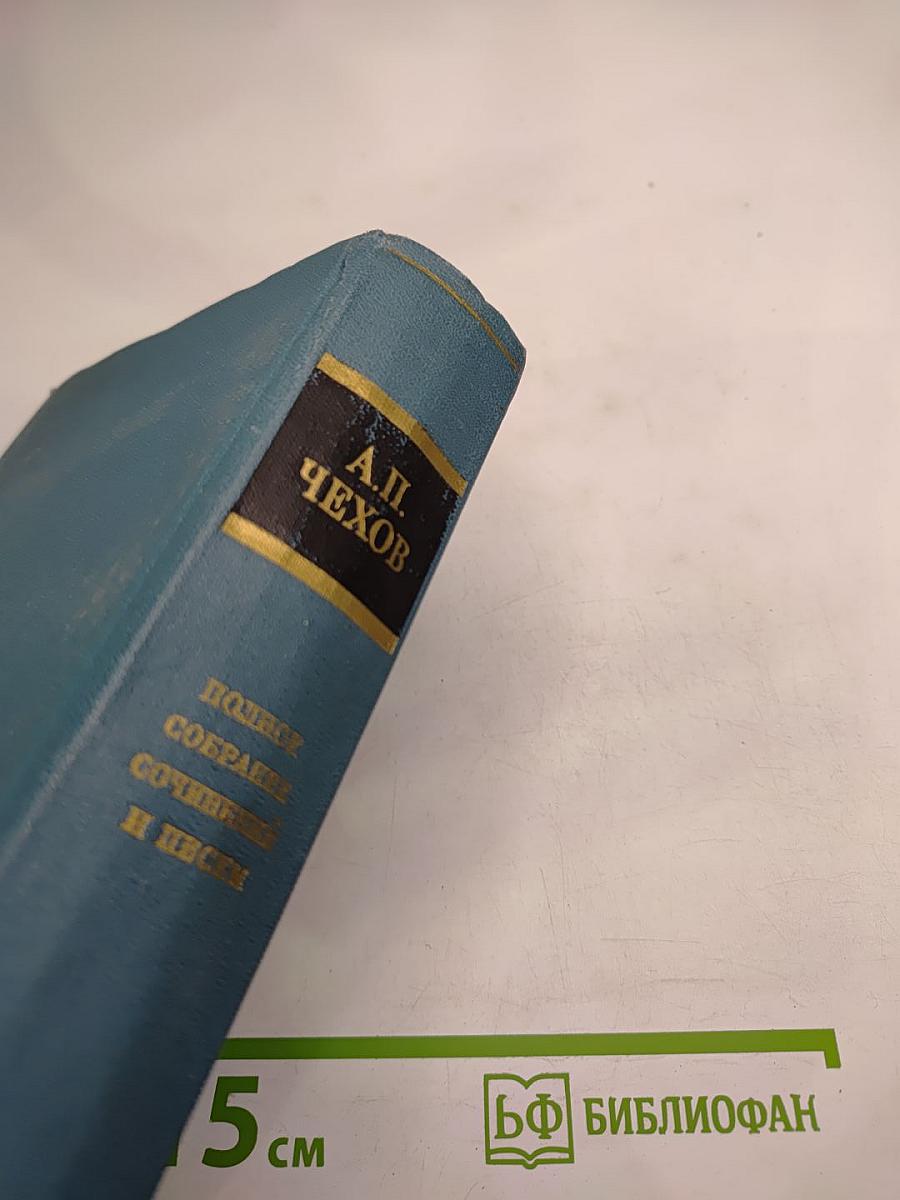 А.П.
ЧЕХОВ
ПОЛНОЕ
СОБРАНИЕ
СОЧИНЕНИЙ
И ПИСЕМ
5 см
БФ БИБЛИОФАН